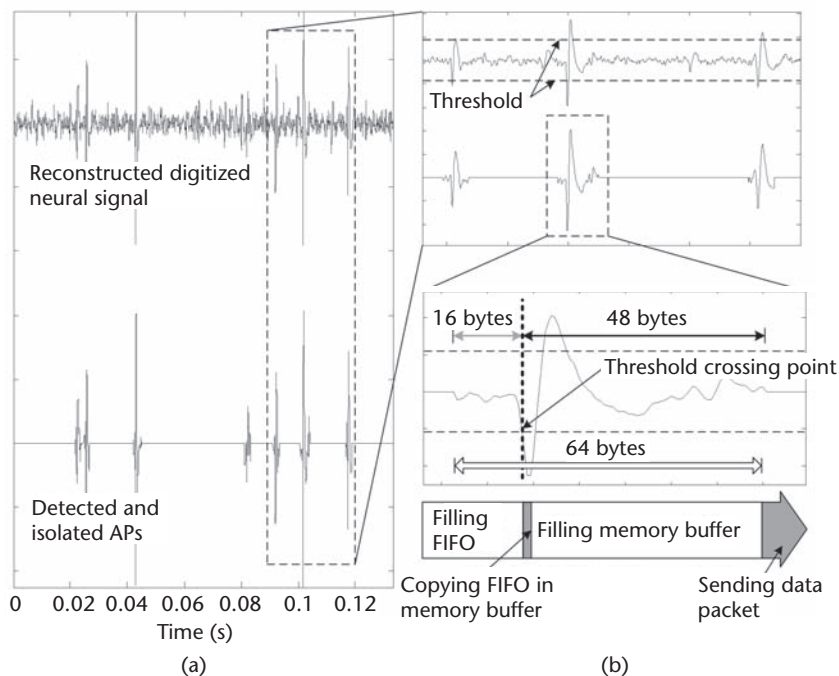 Reconstructed digitized
neural signal
Detected and
isolated APs
0 0.02 0.04 0.06 0.08 0.1 0.12
Time (s)
(a)
Threshold
16 bytes 48 bytes
Threshold crossing point
64 bytes
Filling
FIFO
Filling memory buffer
Copying FIFO in
memory buffer
Sending data
packet
(b)